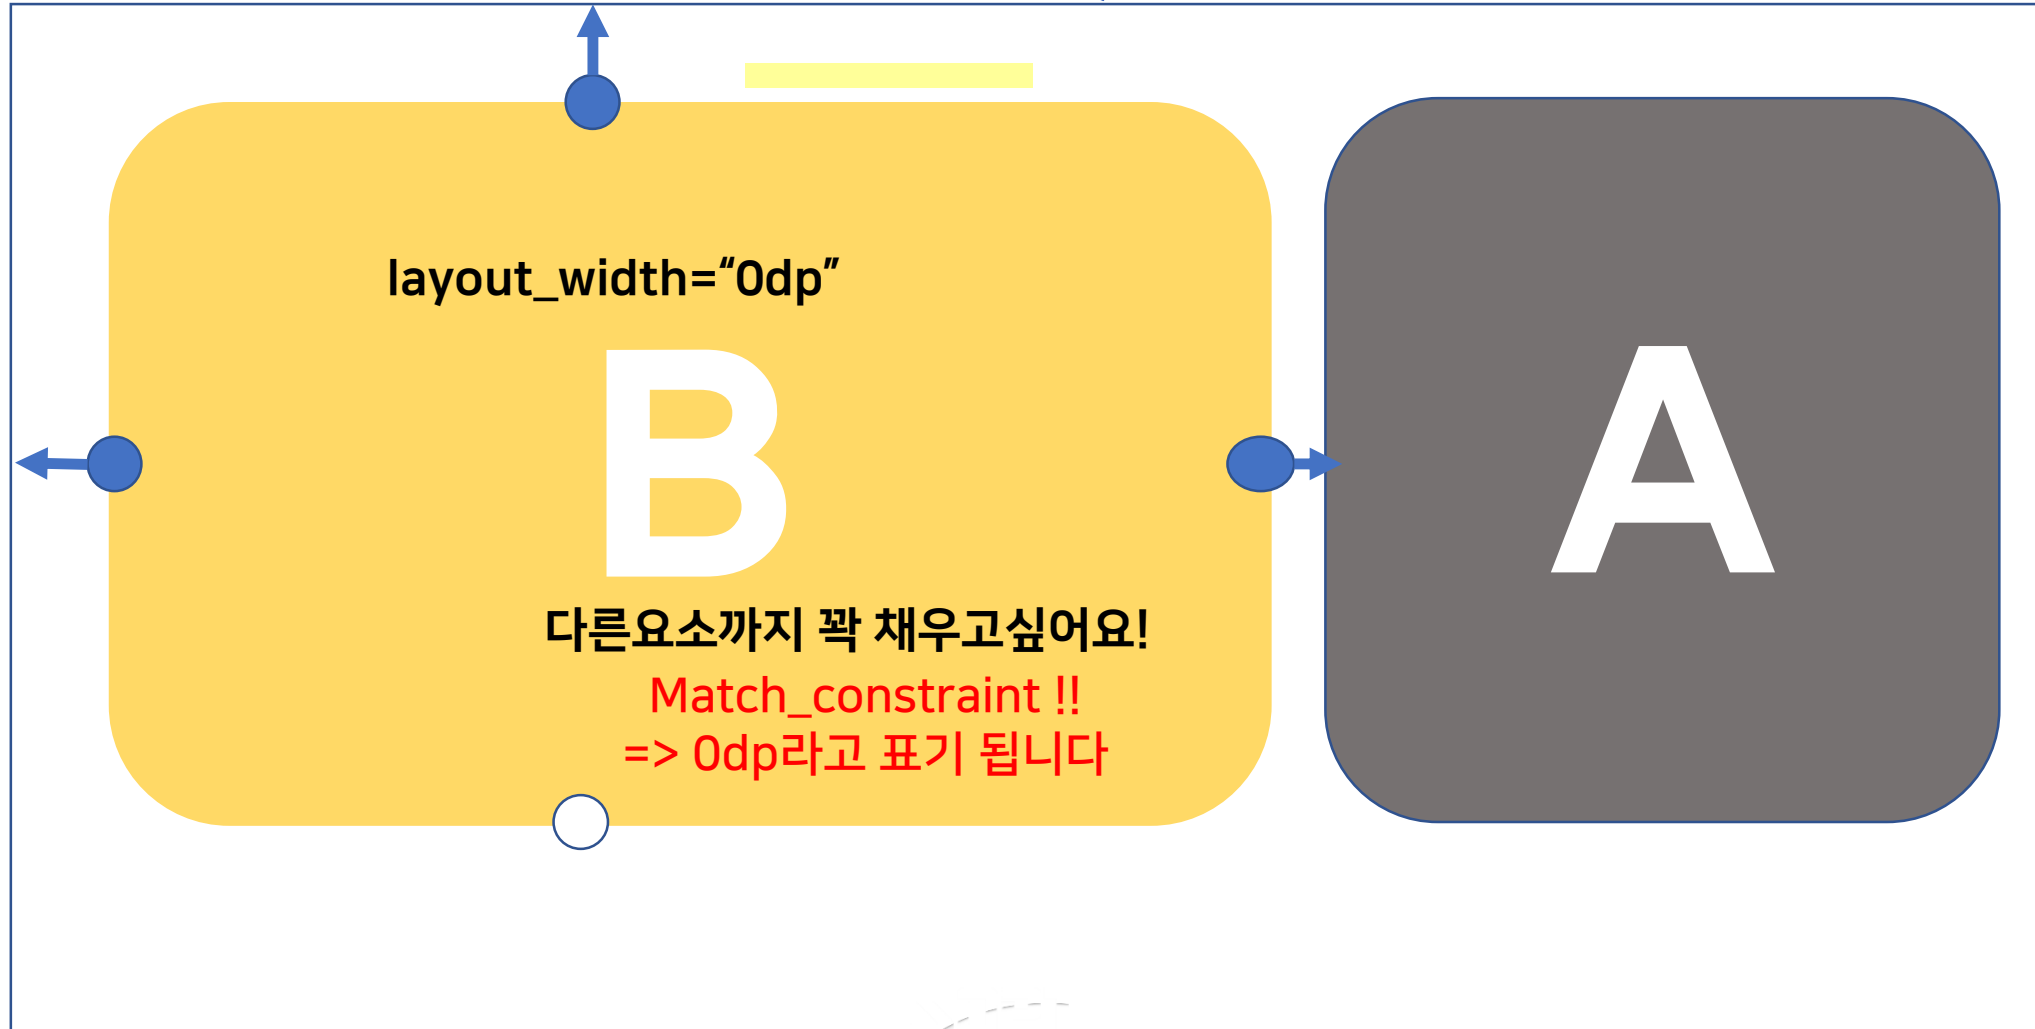 layout_width=“0dp”
B
A
다른요소까지 꽉 채우고싶어요!
Match_constraint !!
=> 0dp라고 표기 됩니다